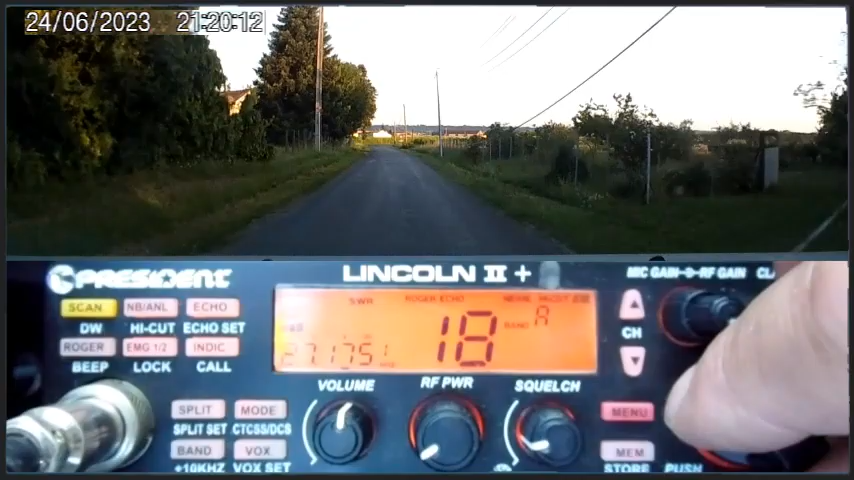 24/06/2023 21:20:12
PRESIDENT LINCOLN II + MIC GAIN RF GAIN
SCAN NB/ANL ECHO
DW HI-CUT ECHO SET
ROGER EMG 1/2 INDIC.
BEEP LOCK CALL
SWR ROGER ECHO
18 BAND
CH
VOLUME RF PWR SQUELCH
SPLIT MODE
SPLIT SET CTCSS/DCS
BAND VOX
+10KHZ VOX SET
MENU
MEM
STORE PUSH